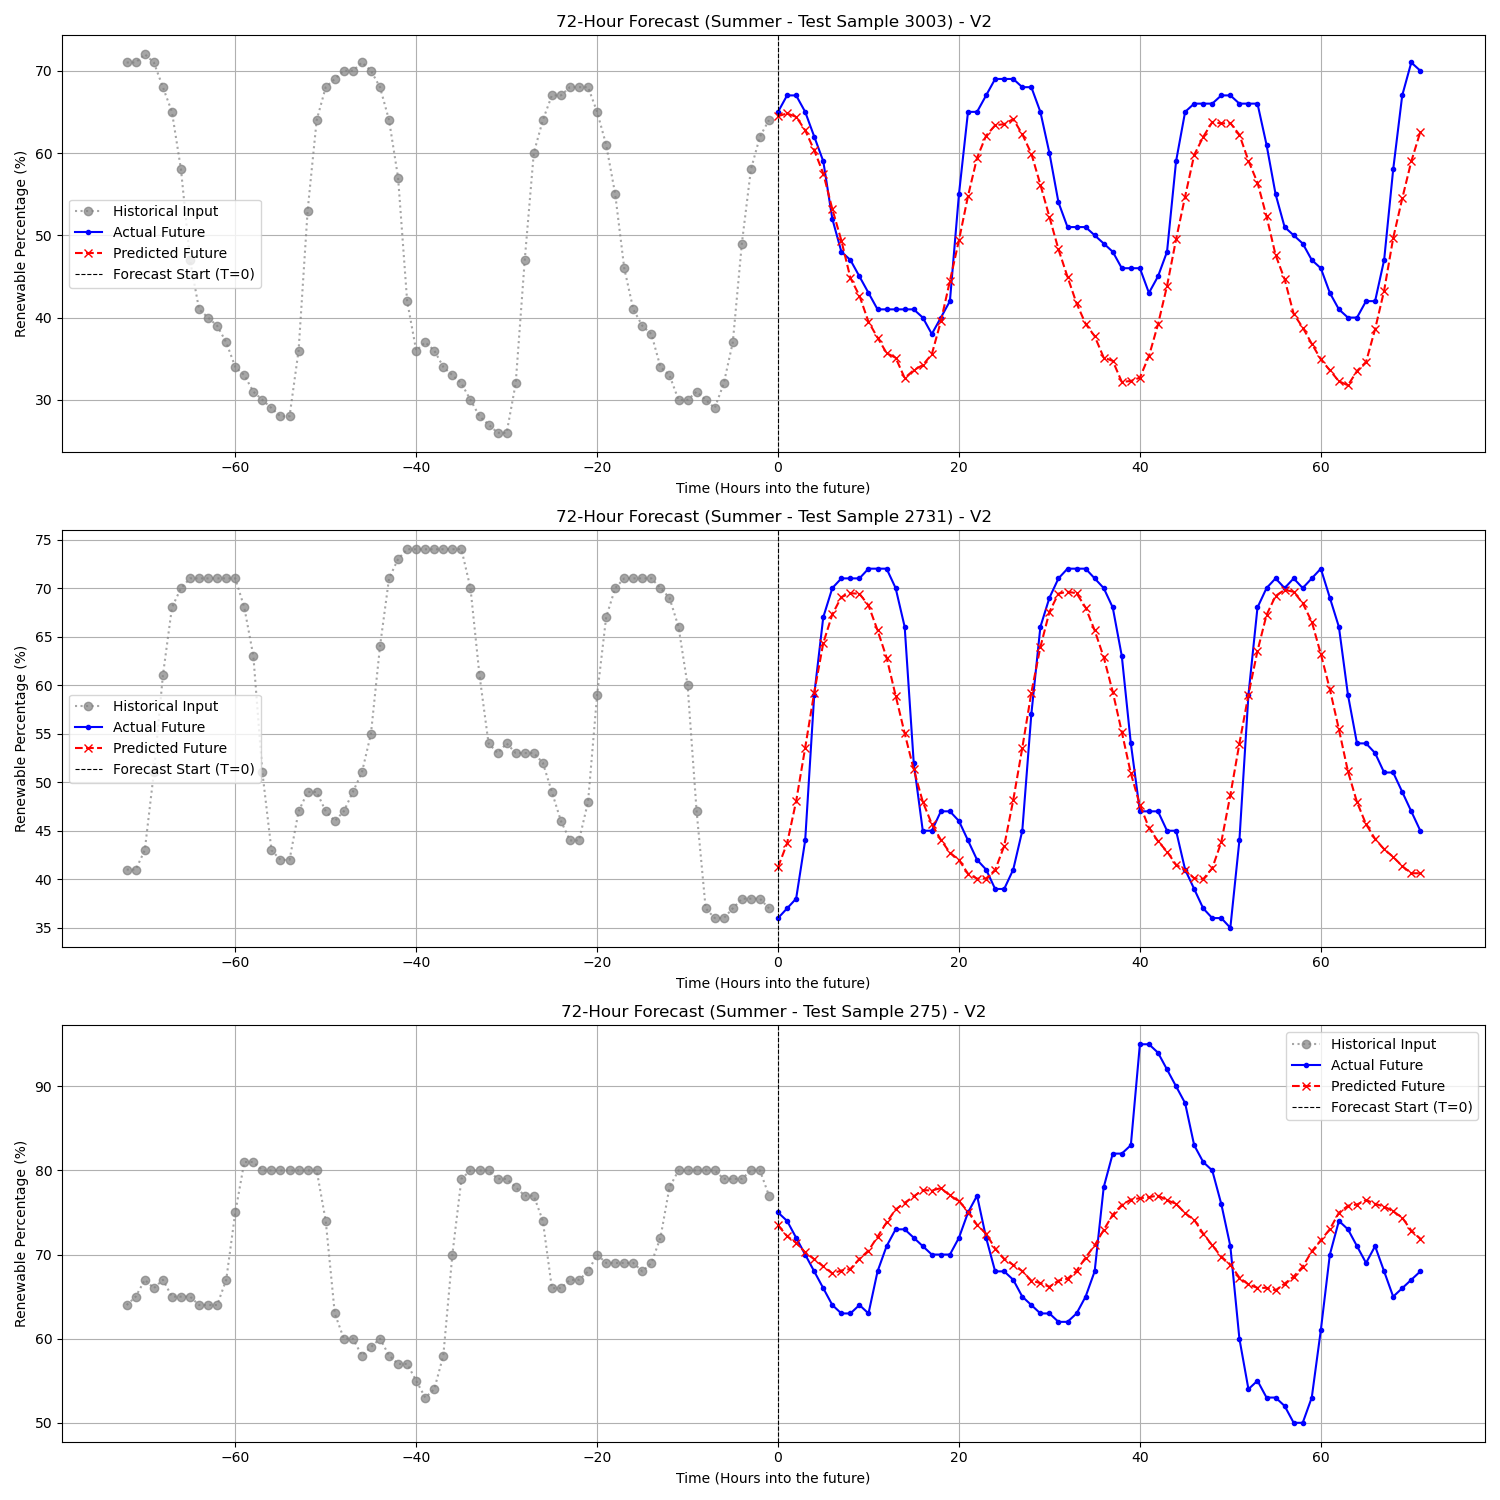 72-Hour Forecast (Summer - Test Sample 3003) - V2
Renewable Percentage (%)
70
60
50
40
30
Historical Input
Actual Future
Predicted Future
Forecast Start (T=0)
−60 −40 −20 0 20 40 60
Time (Hours into the future)
72-Hour Forecast (Summer - Test Sample 2731) - V2
Renewable Percentage (%)
75
70
65
60
55
50
45
40
35
Historical Input
Actual Future
Predicted Future
Forecast Start (T=0)
−60 −40 −20 0 20 40 60
Time (Hours into the future)
72-Hour Forecast (Summer - Test Sample 275) - V2
Renewable Percentage (%)
90
80
70
60
50
Historical Input
Actual Future
Predicted Future
Forecast Start (T=0)
−60 −40 −20 0 20 40 60
Time (Hours into the future)